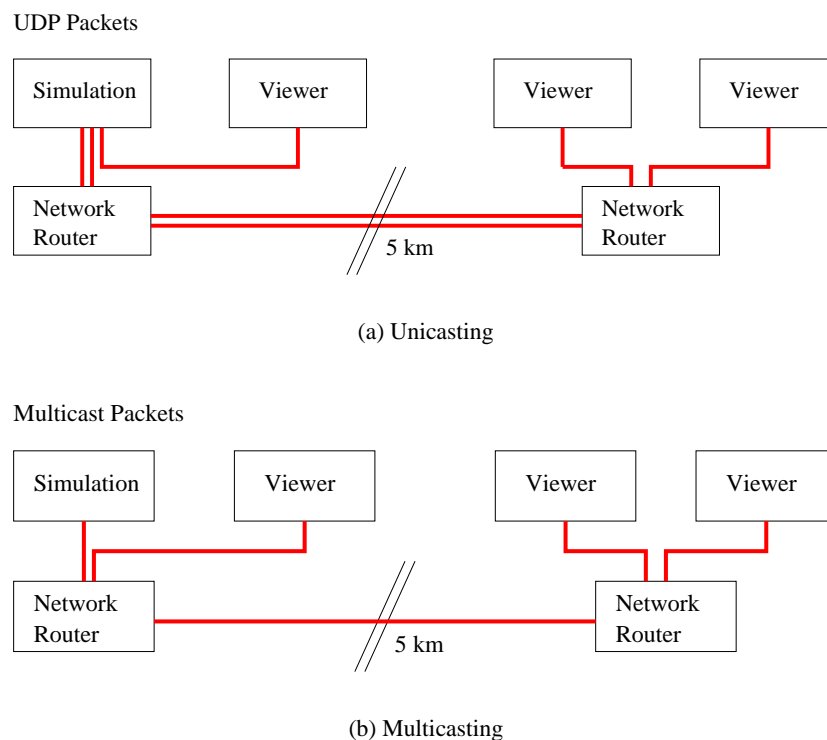 UDP Packets
Simulation
Viewer
Viewer
Viewer
Network
Router
Network
Router
5 km
(a) Unicasting
Multicast Packets
Simulation
Viewer
Viewer
Viewer
Network
Router
Network
Router
5 km
(b) Multicasting